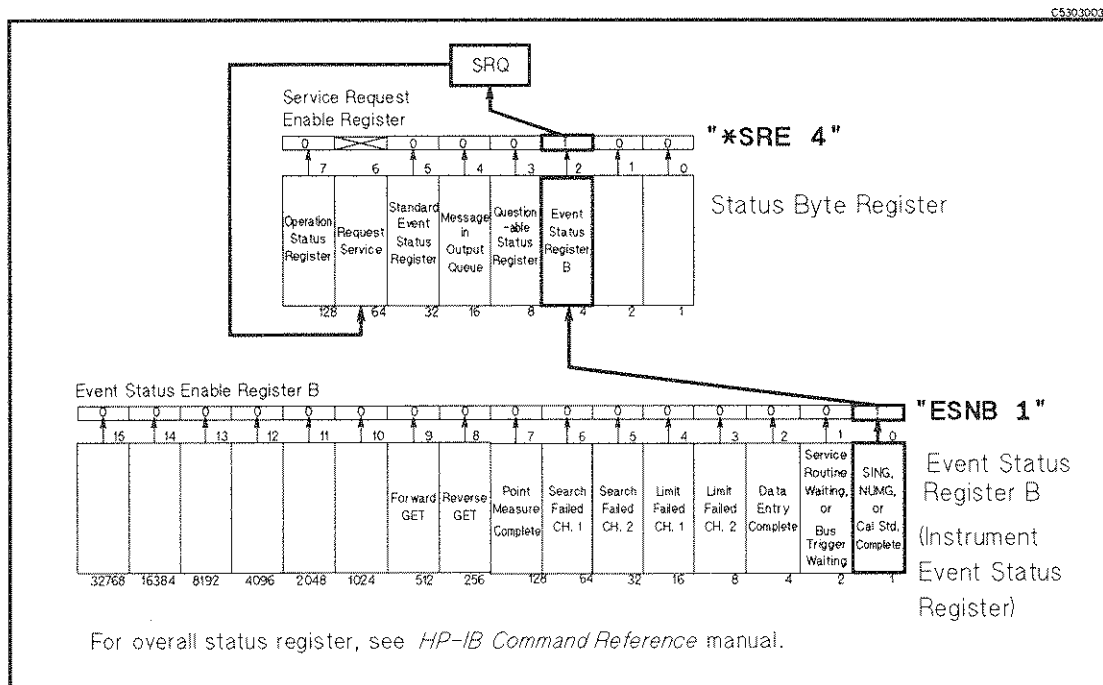 C5303003
SRQ
Service Request
Enable Register
0 0 0 0 0 0
"*SRE 4"
7 6 5 4 3 2 1 0
Operation
Status
Register
Request
Service
Standard
Event
Status
Register
Message
in
Output
Queue
Question
-able
Status
Register
Event
Status
Register
B
Status Byte Register
128 64 32 16 8 4 2 1
Event Status Enable Register B
0 0 0 0 0 0 0 0 0 0 0 0 0 0 0
"ESNB 1"
15 14 13 12 11 10 9 8 7 6 5 4 3 2 1 0
Forward
GET
Reverse
GET
Point
Measure
Complete
Search
Failed
CH. 1
Search
Failed
CH. 2
Limit
Failed
CH. 1
Limit
Failed
CH. 2
Data
Entry
Complete
Service
Routine
Waiting,
or
Bus
Trigger
Waiting
SING,
NUMG,
or
Cal Std.
Complete
Event Status
Register B
(Instrument
Event Status
Register)
32768 16384 8192 4096 2048 1024 512 256 128 64 32 16 8 4 2 1
For overall status register, see HP-IB Command Reference manual.